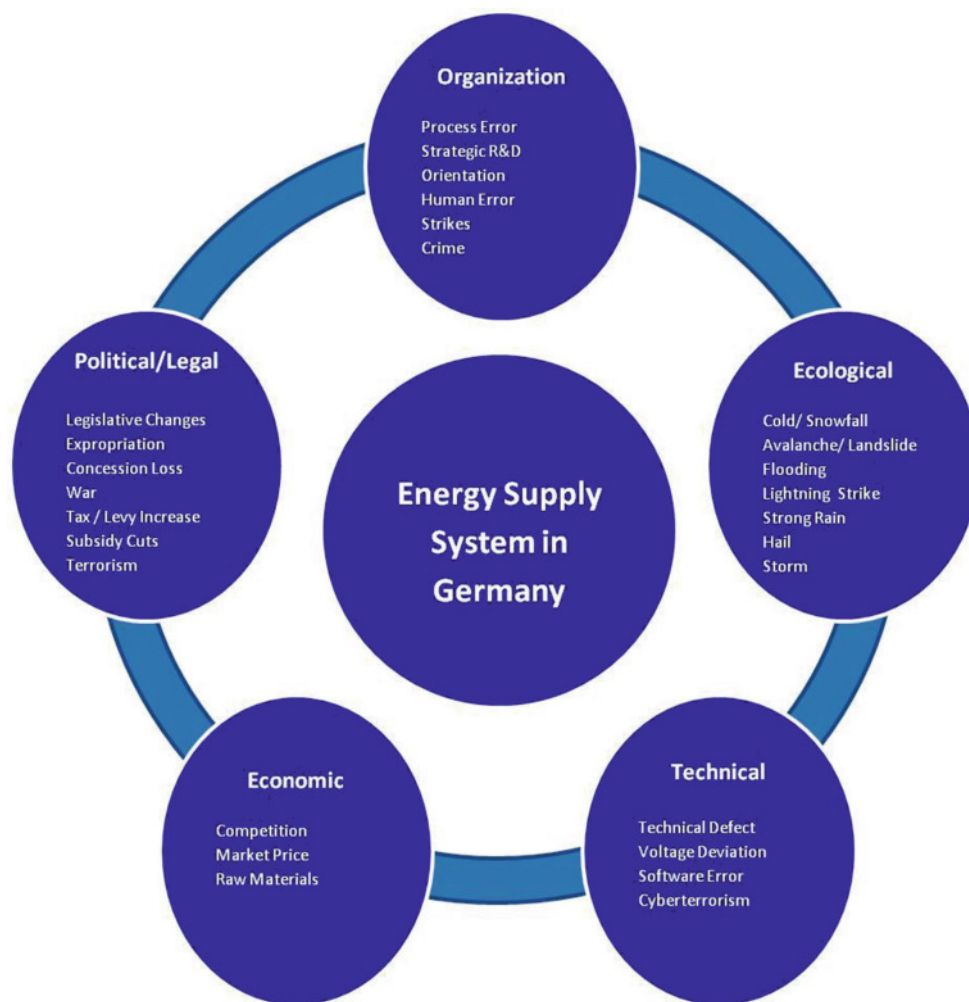 Organization
Process Error
Strategic R&D
Orientation
Human Error
Strikes
Crime
Political/Legal
Legislative Changes
Expropriation
Concession Loss
War
Tax / Levy Increase
Subsidy Cuts
Terrorism
Energy Supply
System in
Germany
Ecological
Cold/ Snowfall
Avalanche/ Landslide
Flooding
Lightning Strike
Strong Rain
Hail
Storm
Economic
Competition
Market Price
Raw Materials
Technical
Technical Defect
Voltage Deviation
Software Error
Cyberterrorism